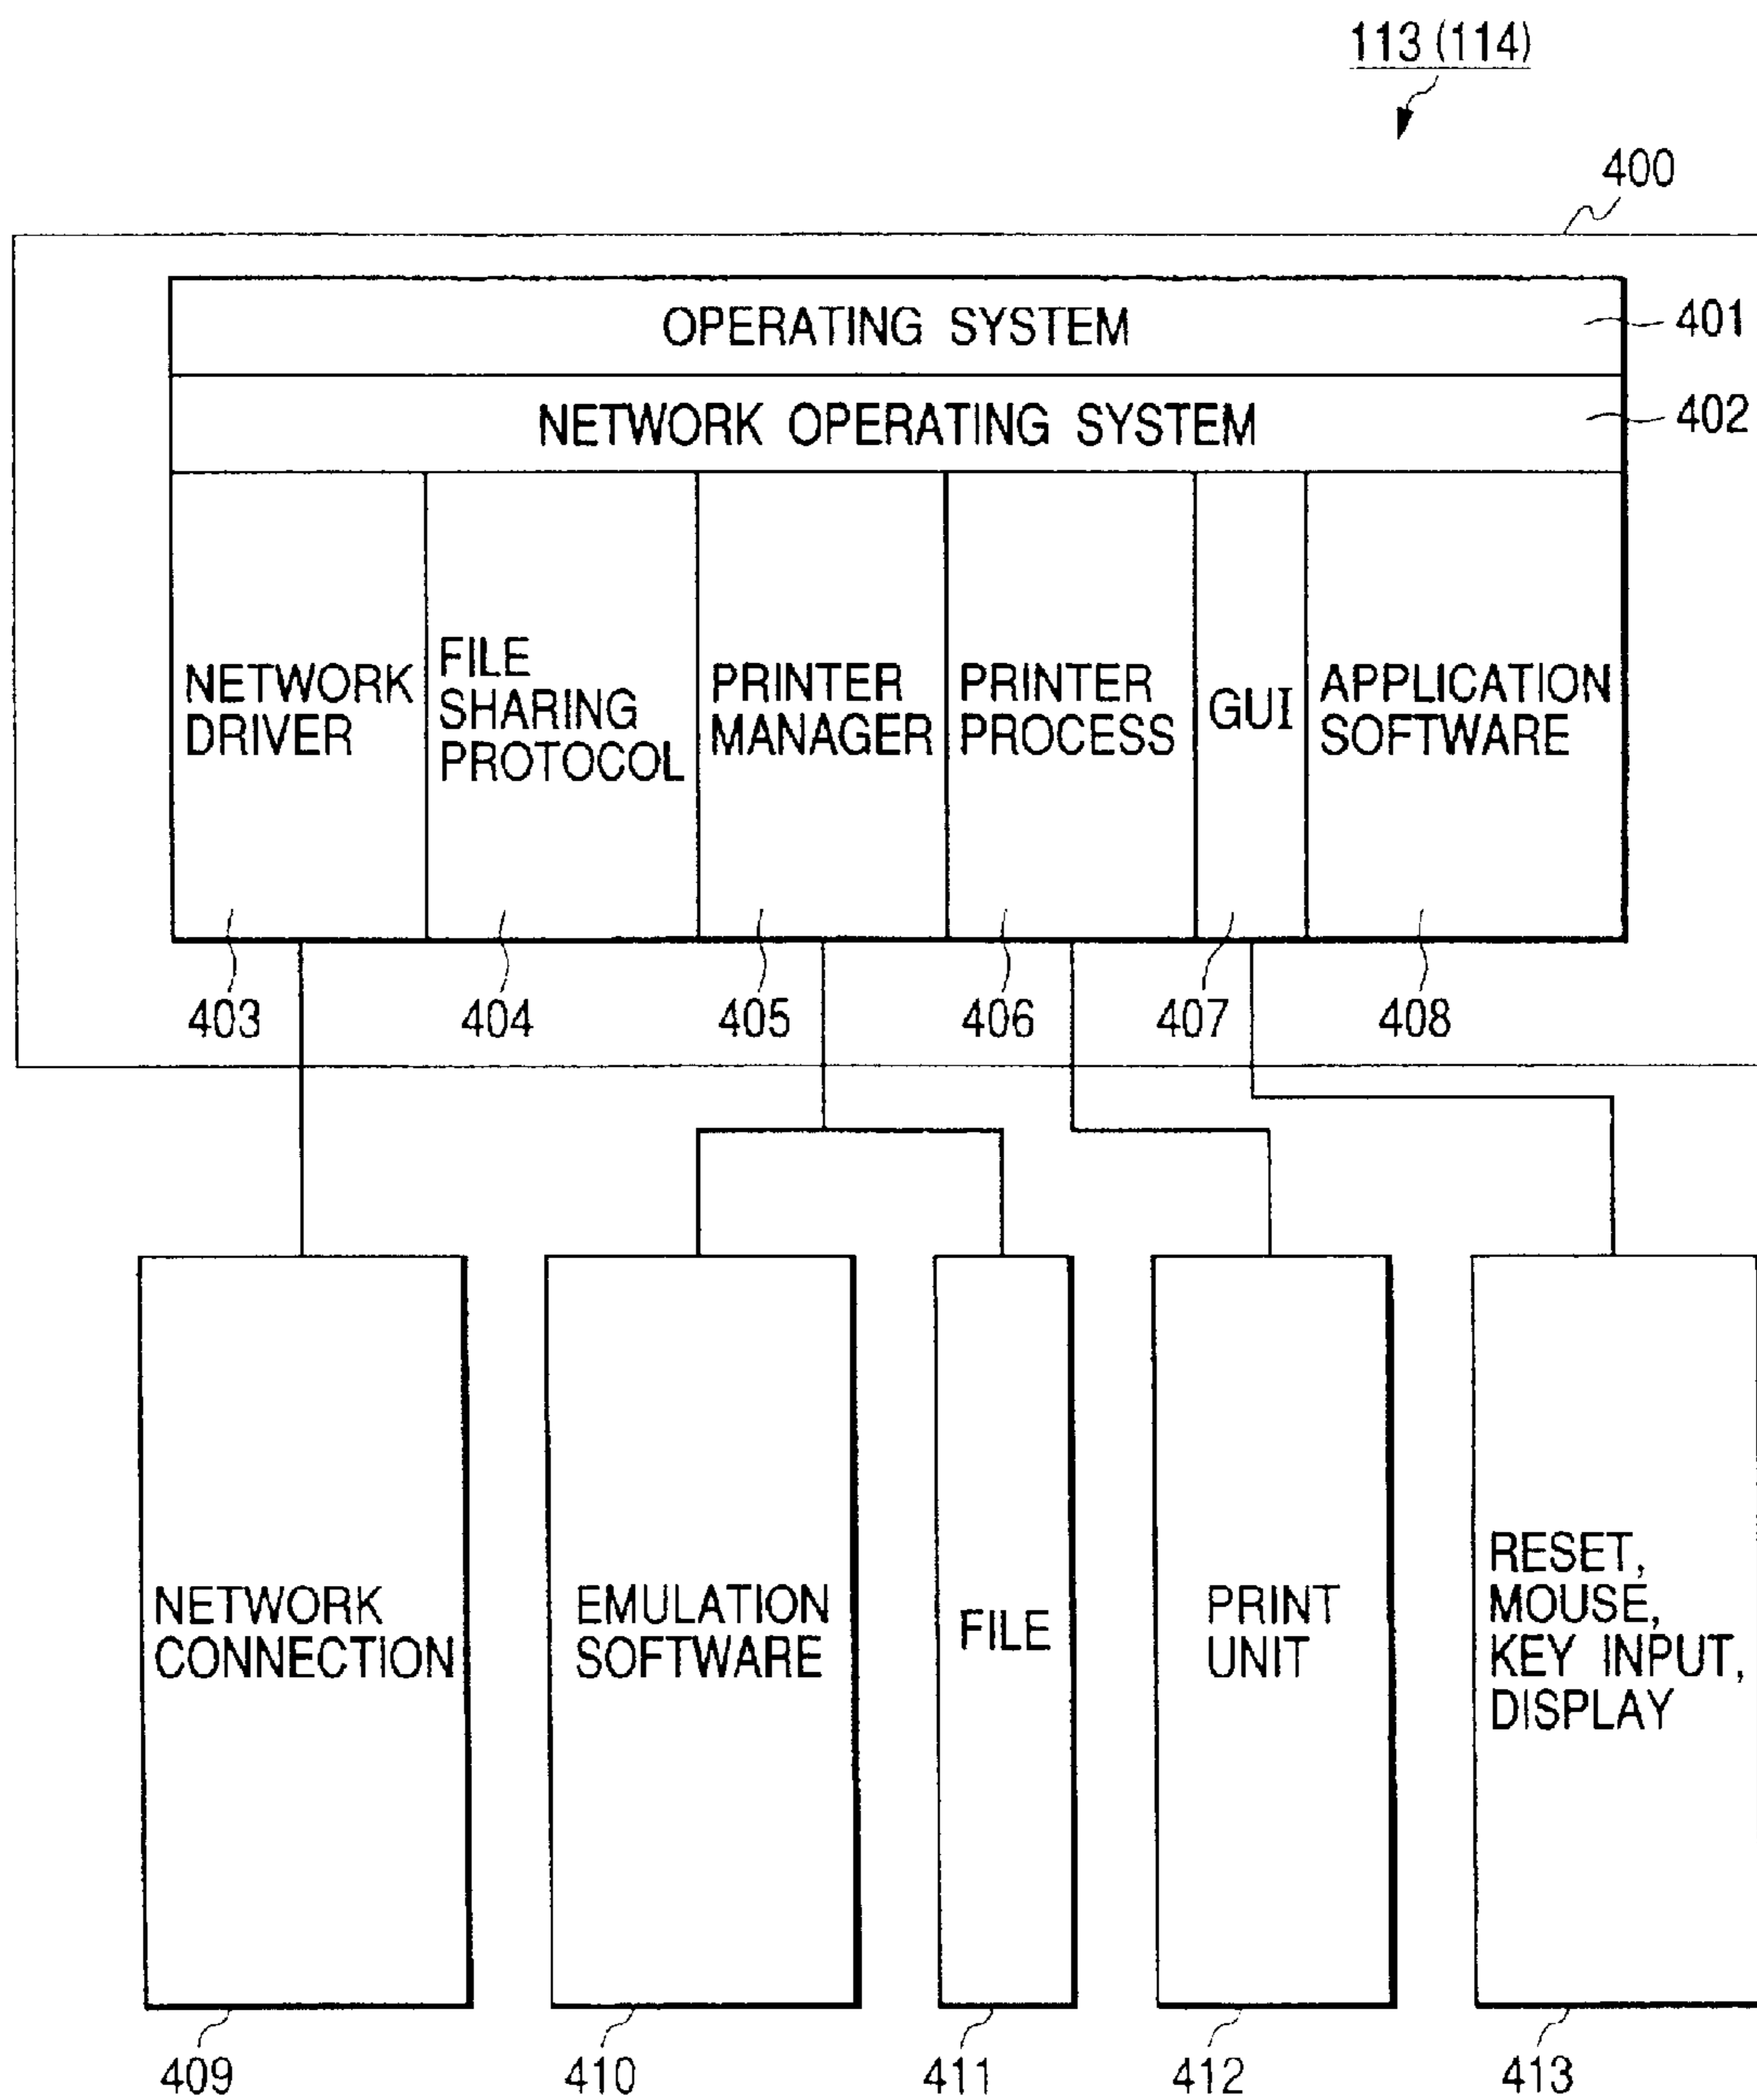 113 (114)
400
OPERATING SYSTEM
401
NETWORK OPERATING SYSTEM
402
NETWORK
DRIVER
FILE
SHARING
PROTOCOL
PRINTER
MANAGER
PRINTER
PROCESS
GUI
APPLICATION
SOFTWARE
403
404
405
406
407
408
NETWORK
CONNECTION
EMULATION
SOFTWARE
FILE
PRINT
UNIT
RESET,
MOUSE,
KEY INPUT,
DISPLAY
409
410
411
412
413